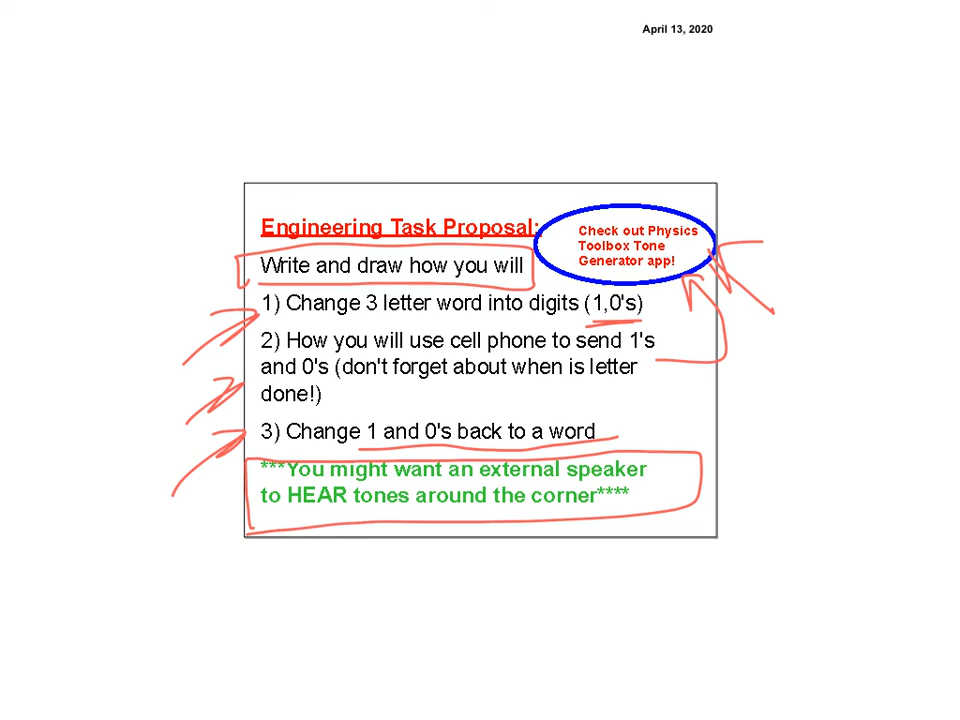 April 13, 2020
Engineering Task Proposal:
Check out Physics
Toolbox Tone
Generator app!
Write and draw how you will
1) Change 3 letter word into digits (1,0's)
2) How you will use cell phone to send 1's
and 0's (don't forget about when is letter
done!)
3) Change 1 and 0's back to a word
***You might want an external speaker
to HEAR tones around the corner****